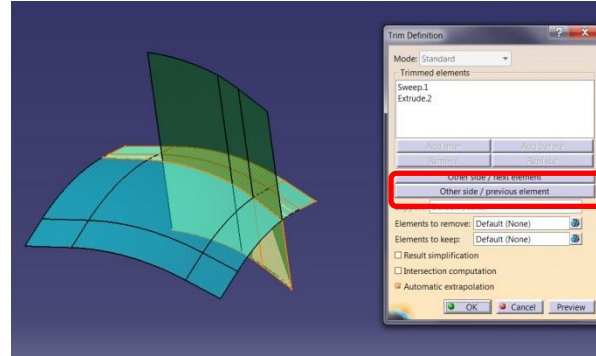 Trim Definition
Mode: Standard
Trimmed elements
Sweep.1
Extrude.2
Add after Add before
Remove Replace
Other side / next element
Other side / previous element
Elements to remove: Default (None)
Elements to keep: Default (None)
Result simplification
Intersection computation
Automatic extrapolation
OK Cancel Preview